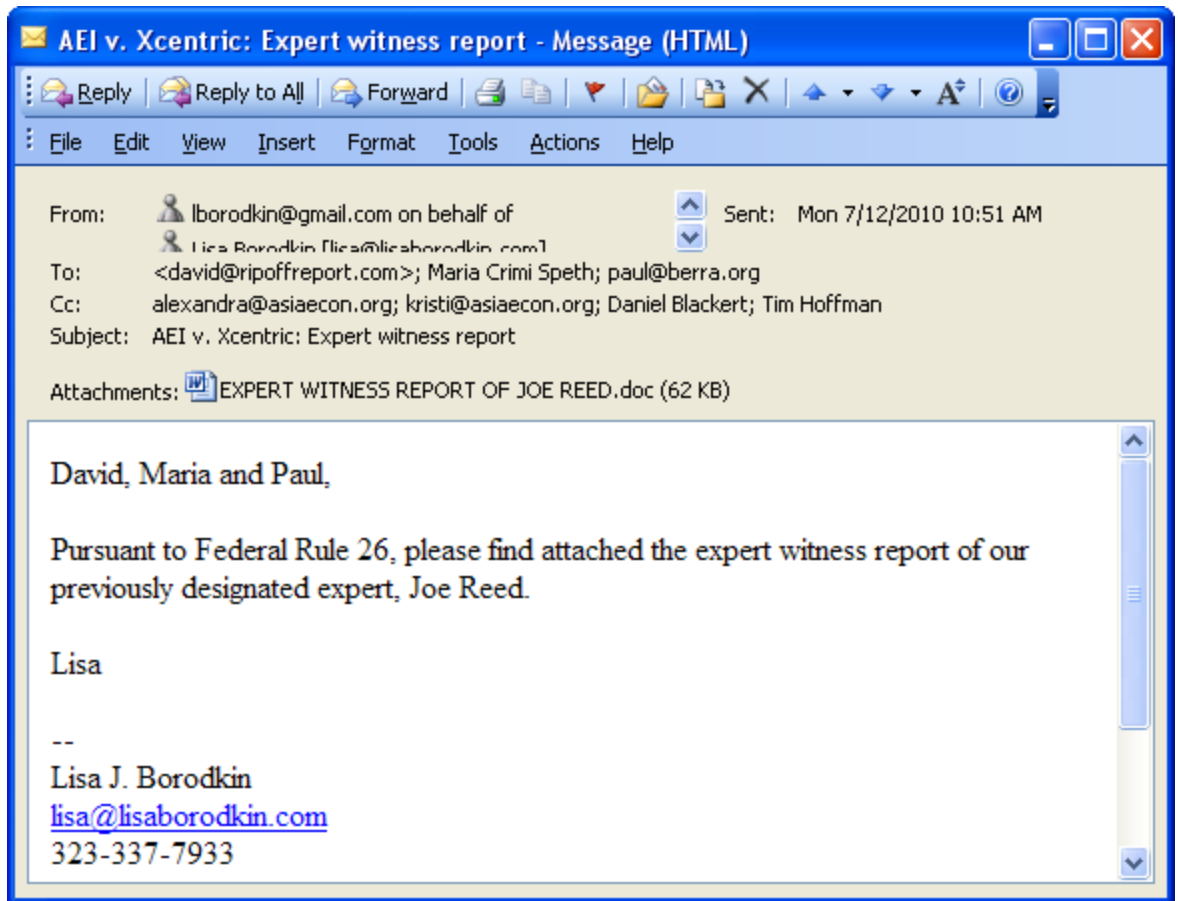 AEI v. Xcentric: Expert witness report - Message (HTML)
Reply Reply to All Forward
File Edit View Insert Format Tools Actions Help
From: lborodkin@gmail.com on behalf of Sent: Mon 7/12/2010 10:51 AM
Lisa Borodkin [lisa@lisaborodkin.com]
To: <david@ripoffreport.com>; Maria Crimi Speth; paul@berra.org
Cc: alexandra@asiaecon.org; kristi@asiaecon.org; Daniel Blackert; Tim Hoffman
Subject: AEI v. Xcentric: Expert witness report
Attachments: EXPERT WITNESS REPORT OF JOE REED.doc (62 KB)
David, Maria and Paul,
Pursuant to Federal Rule 26, please find attached the expert witness report of our
previously designated expert, Joe Reed.
Lisa
--
Lisa J. Borodkin
lisa@lisaborodkin.com
323-337-7933